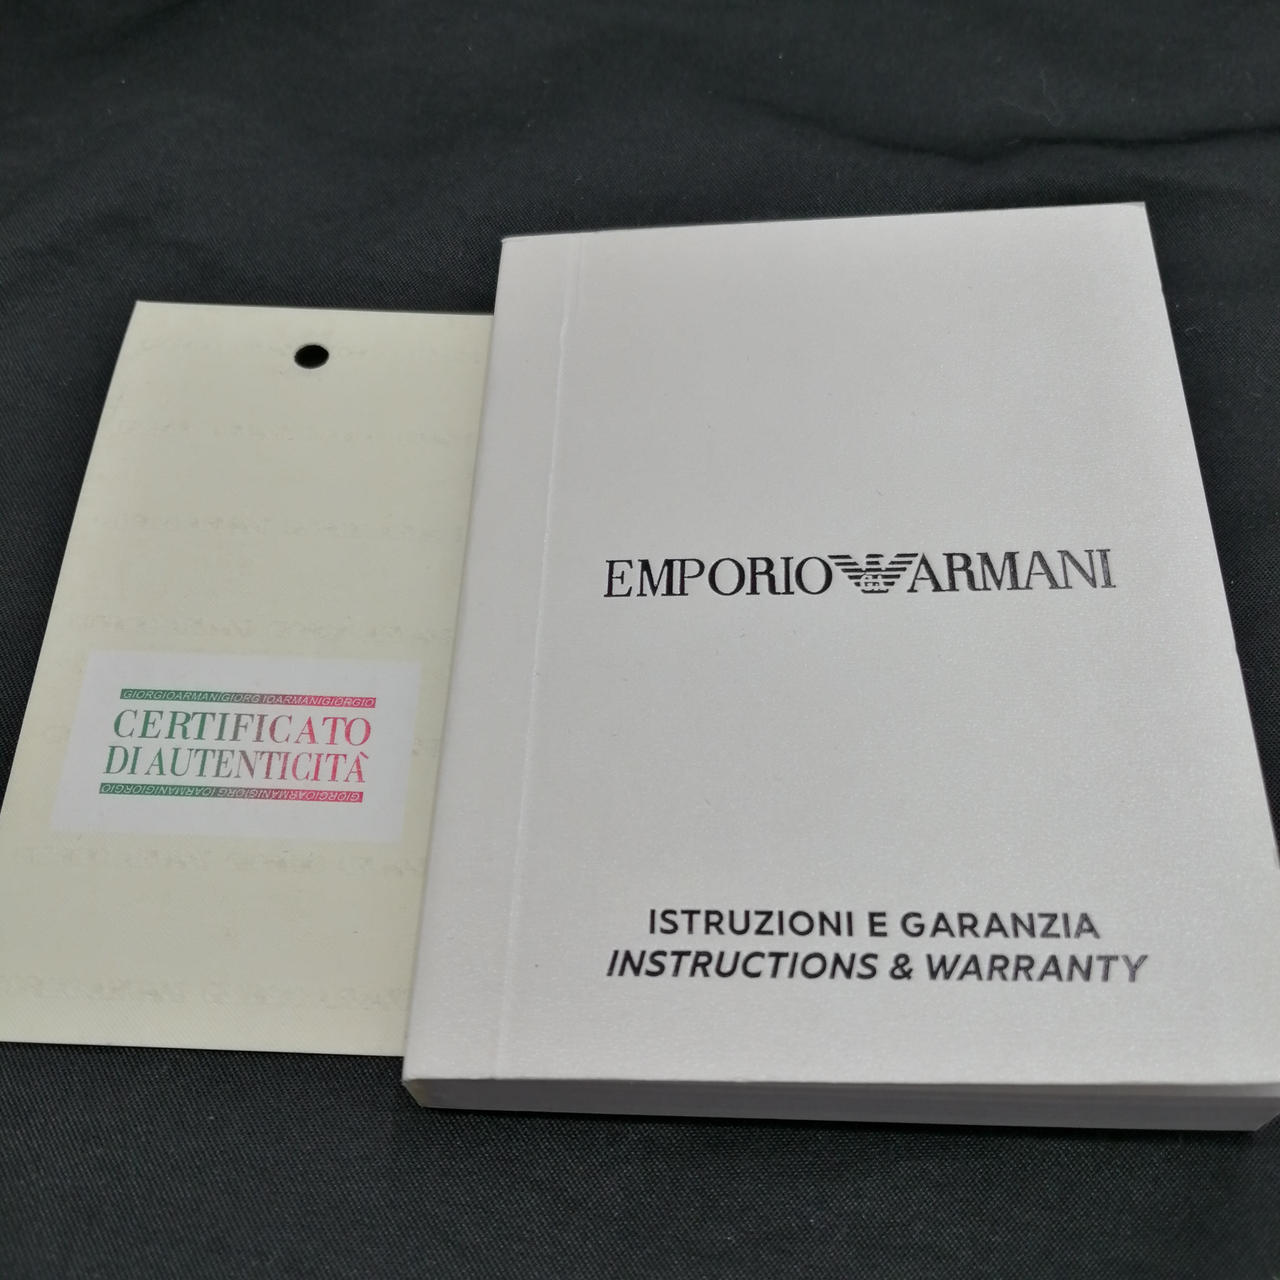 GIORGIOARMANIGIORGIOARMANIGIORGIO
CERTIFICATO
DI AUTENTICITÀ
GIORGIOARMANIGIORGIOARMANIGIORGIO
EMPORIO ARMANI
ISTRUZIONI E GARANZIA
INSTRUCTIONS & WARRANTY